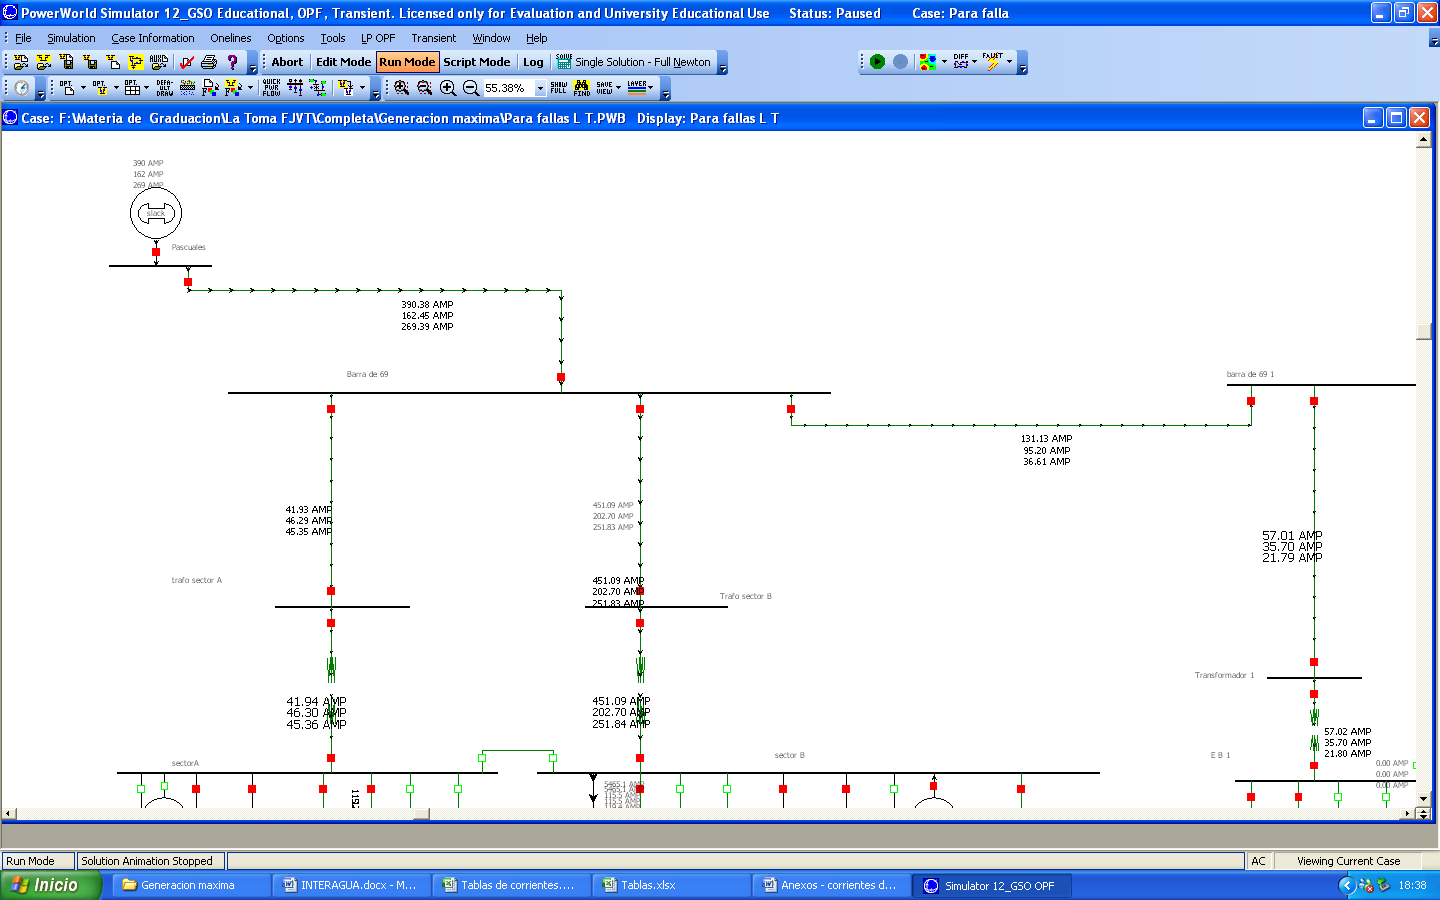 PowerWorld Simulator 12_GSO Educational, OPF, Transient. Licensed only for Evaluation and University Educational Use Status: Paused Case: Para falla
File Simulation Case Information Onelines Options Tools LP OPF Transient Window Help
Abort Edit Mode Run Mode Script Mode Log Single Solution - Full Newton
DIFF FAULT
55.38%
Case: F:\Materia de Graduacion\La Toma FJVT\Completa\Generacion maxima\Para fallas L T.PWB Display: Para fallas L T
390 AMP
162 AMP
269 AMP
slack
Pascuales
390.38 AMP
162.45 AMP
269.39 AMP
Barra de 69
barra de 69 1
131.13 AMP
95.20 AMP
36.61 AMP
41.93 AMP
46.29 AMP
45.35 AMP
451.09 AMP
202.70 AMP
251.83 AMP
57.01 AMP
35.70 AMP
21.79 AMP
trafo sector A
451.09 AMP
202.70 AMP
251.83 AMP
Trafo sector B
Transformador 1
41.94 AMP
46.30 AMP
45.36 AMP
451.09 AMP
202.70 AMP
251.84 AMP
57.02 AMP
35.70 AMP
21.80 AMP
sectorA
sector B
E B 1
0.00 AMP
0.00 AMP
0.00 AMP
Run Mode Solution Animation Stopped AC Viewing Current Case
Inicio Generacion maxima INTERAGUA.docx - M... Tablas de corrientes.... Tablas.xlsx Anexos - corrientes d... Simulator 12_GSO OPF 18:38